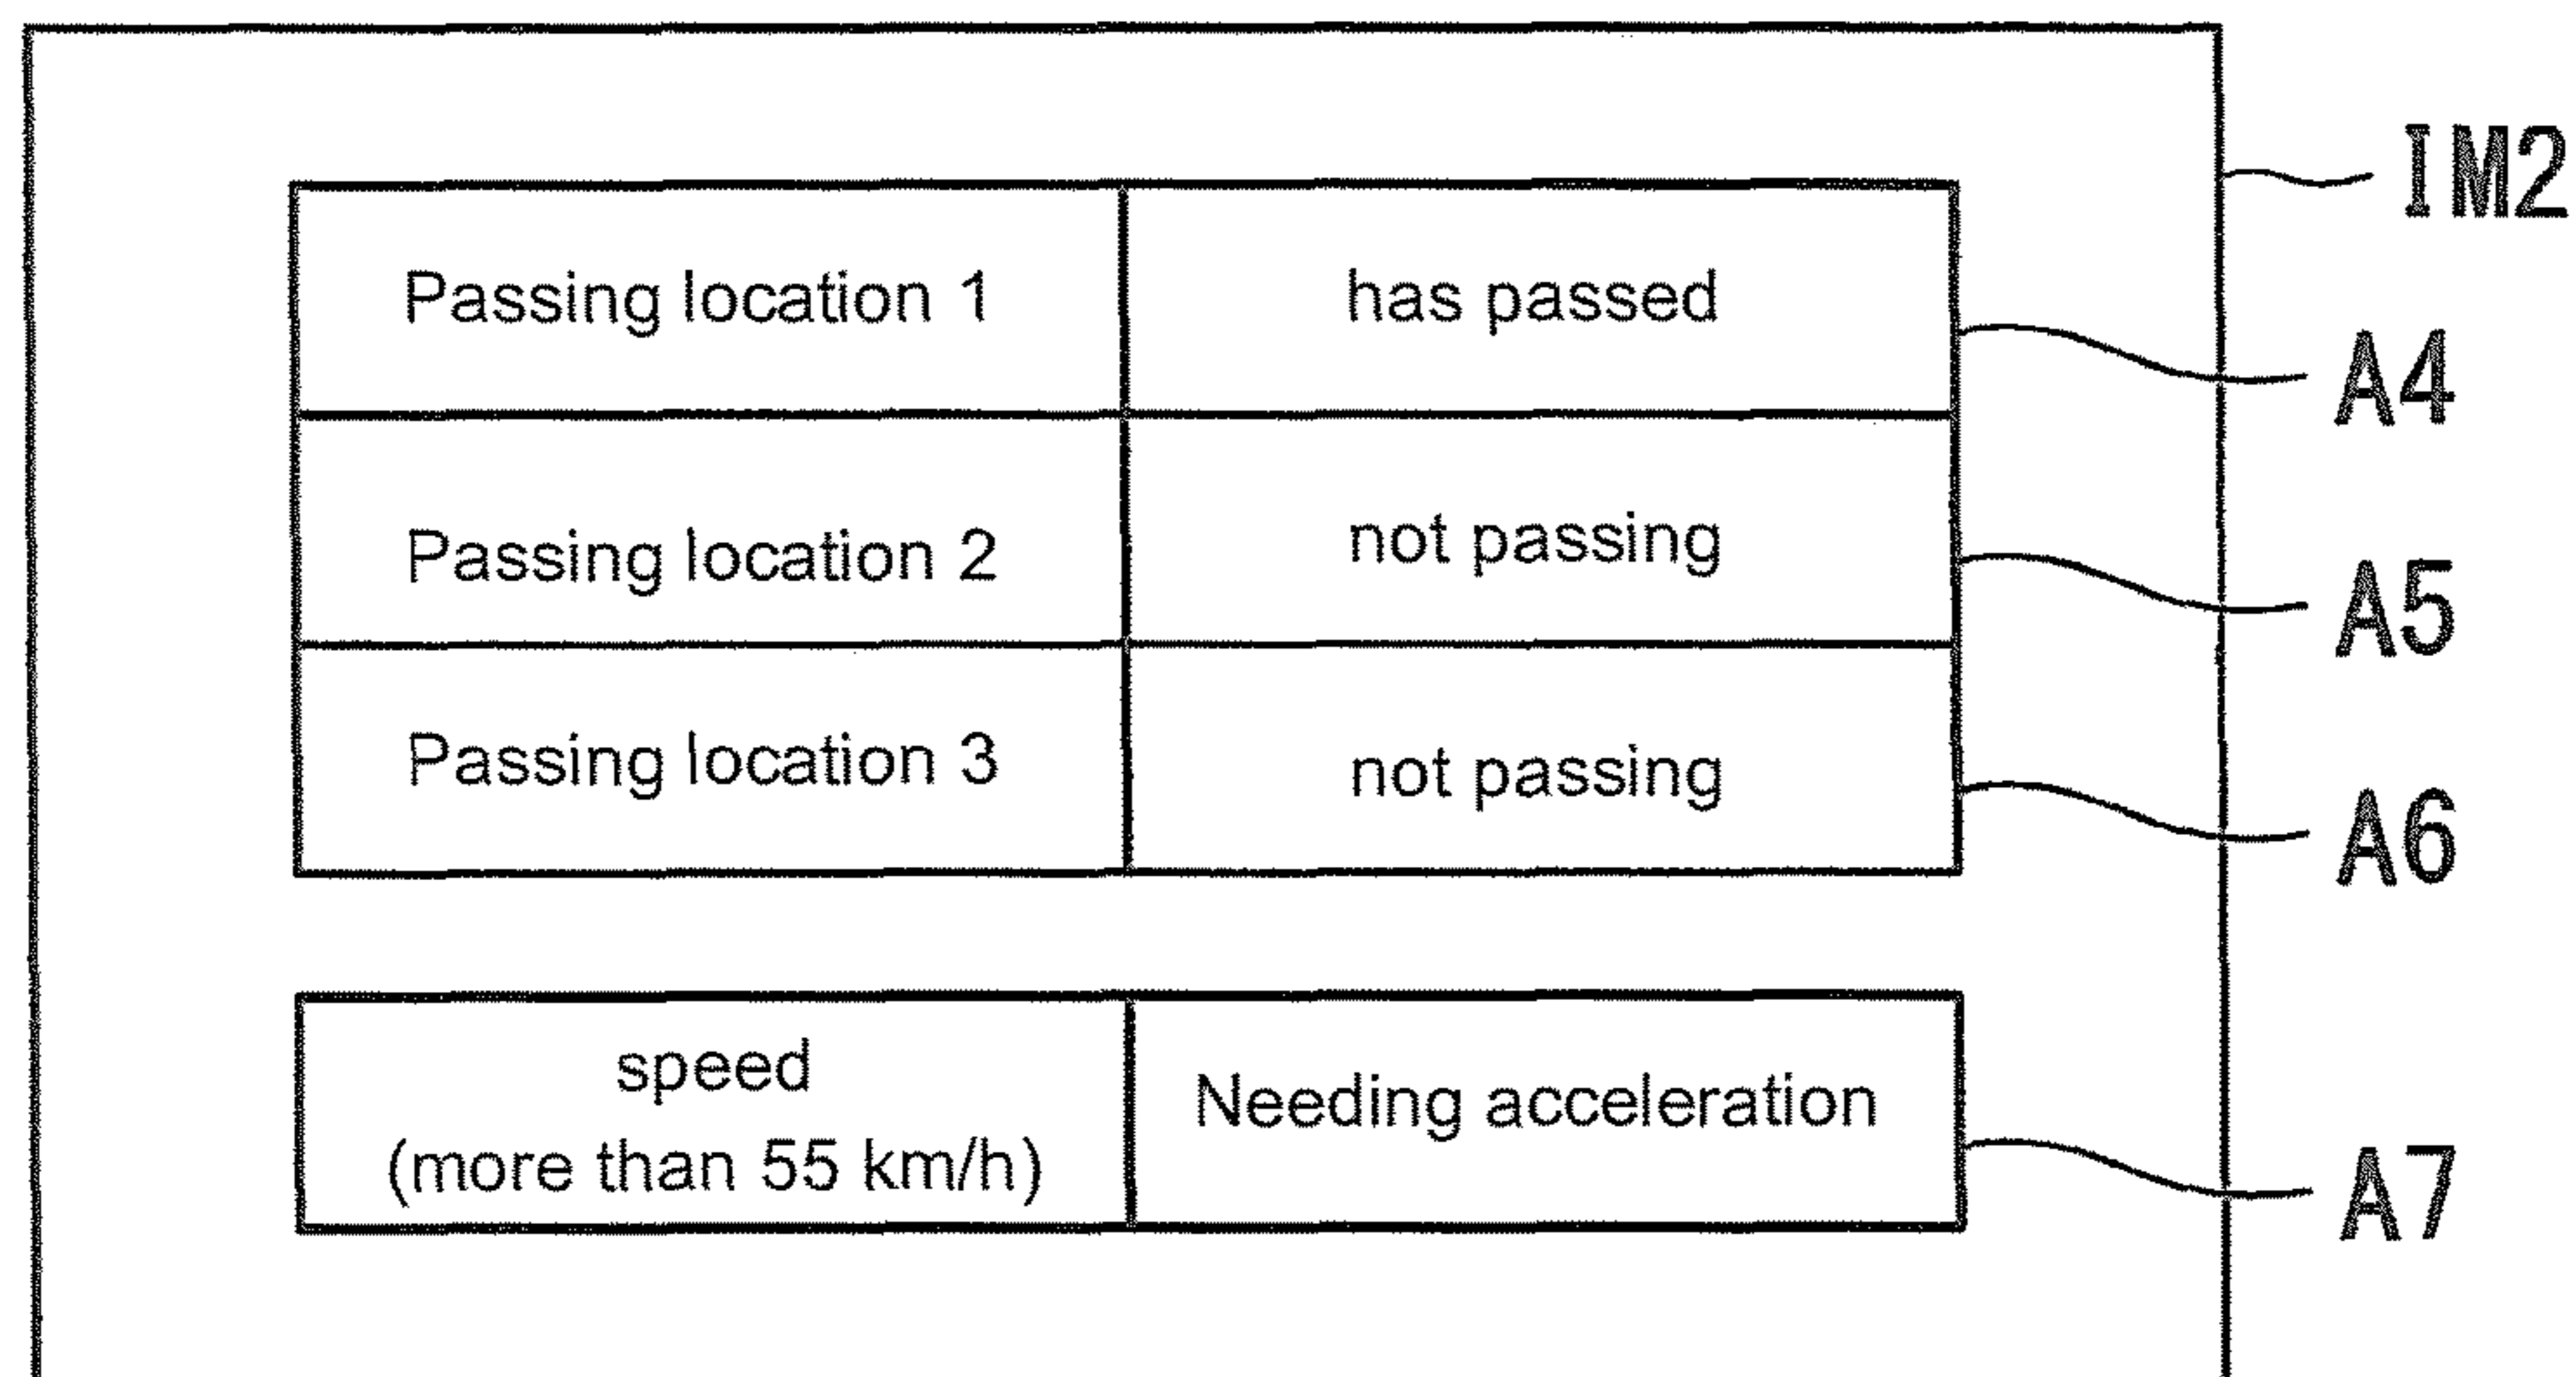 IM2
Passing location 1 has passed
A4
Passing location 2 not passing
A5
Passing location 3 not passing
A6
speed
(more than 55 km/h)
Needing acceleration
A7